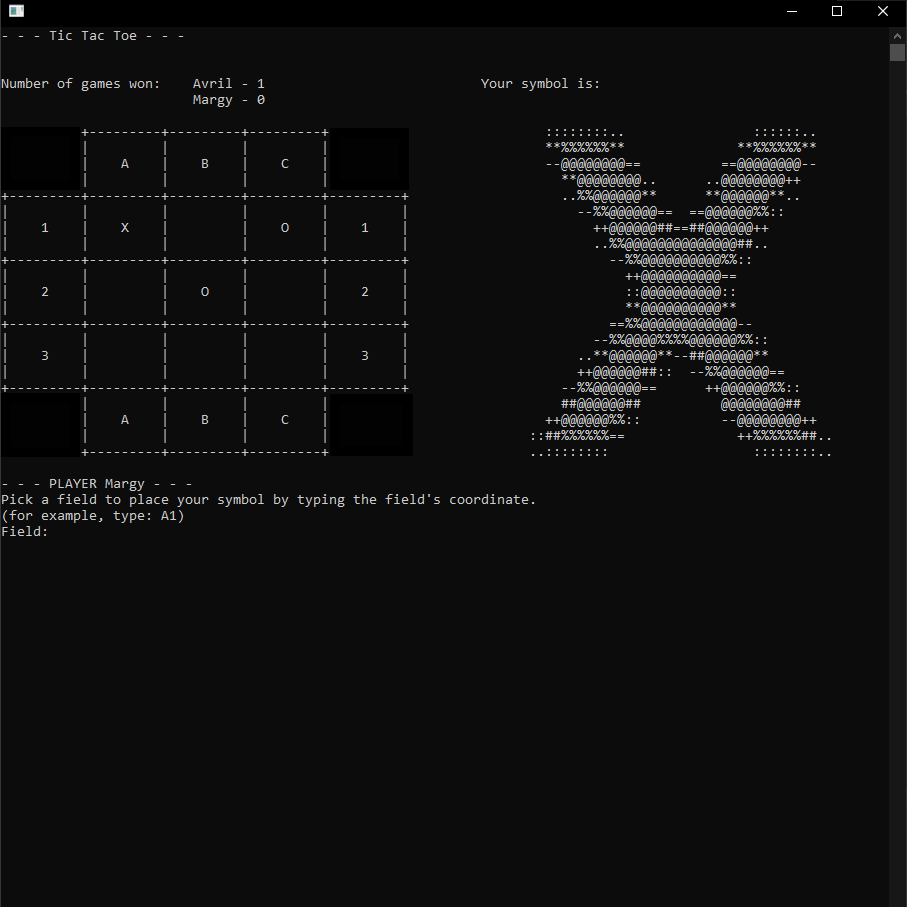 - - - Tic Tac Toe - - -
Number of games won:    Avril - 1                           Your symbol is:
                        Margy - 0
A B C
1 X O 1
2 O 2
3 3
A B C
- - - PLAYER Margy - - -
Pick a field to place your symbol by typing the field's coordinate.
(for example, type: A1)
Field: